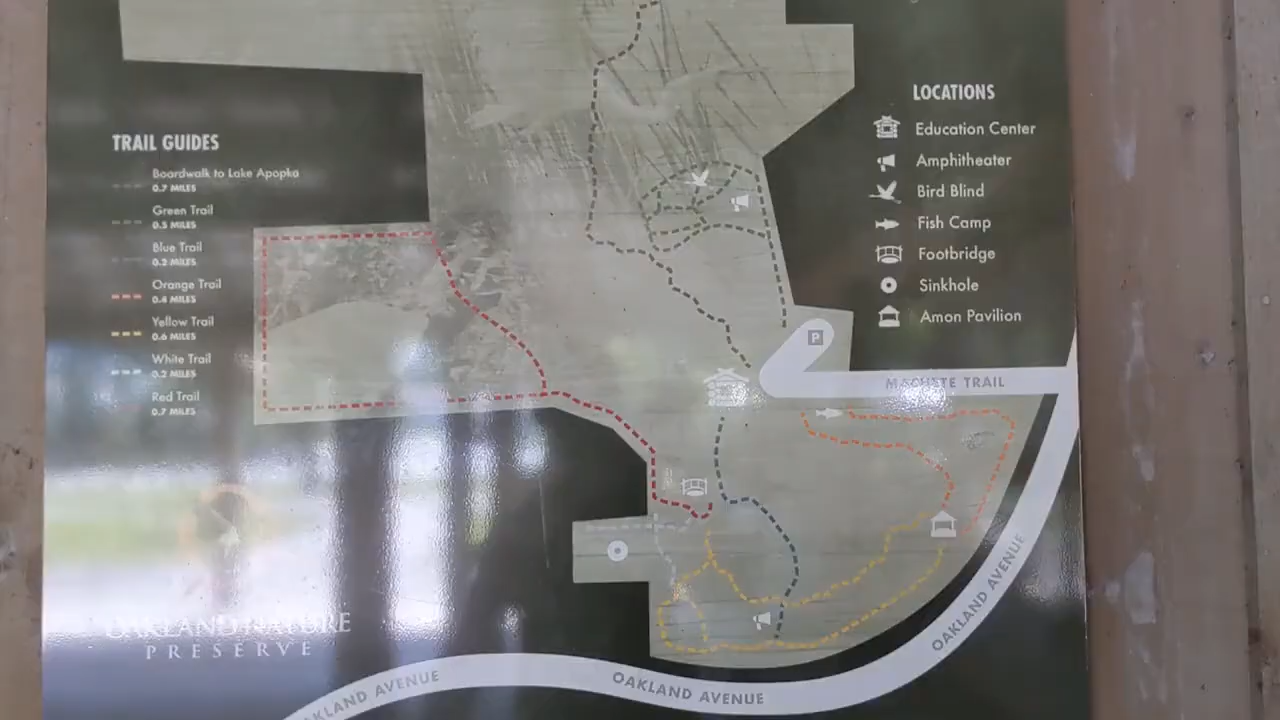 TRAIL GUIDES
Boardwalk to Lake Apopka
0.7 MILES
Green Trail
0.5 MILES
Blue Trail
0.2 MILES
Orange Trail
0.4 MILES
Yellow Trail
0.6 MILES
White Trail
0.2 MILES
Red Trail
0.7 MILES
LOCATIONS
Education Center
Amphitheater
Bird Blind
Fish Camp
Footbridge
Sinkhole
Amon Pavilion
P
MACHETE TRAIL
OAKLAND AVENUE
OAKLAND AVENUE
OAKLAND AVENUE
OAKLAND NATURE
PRESERVE